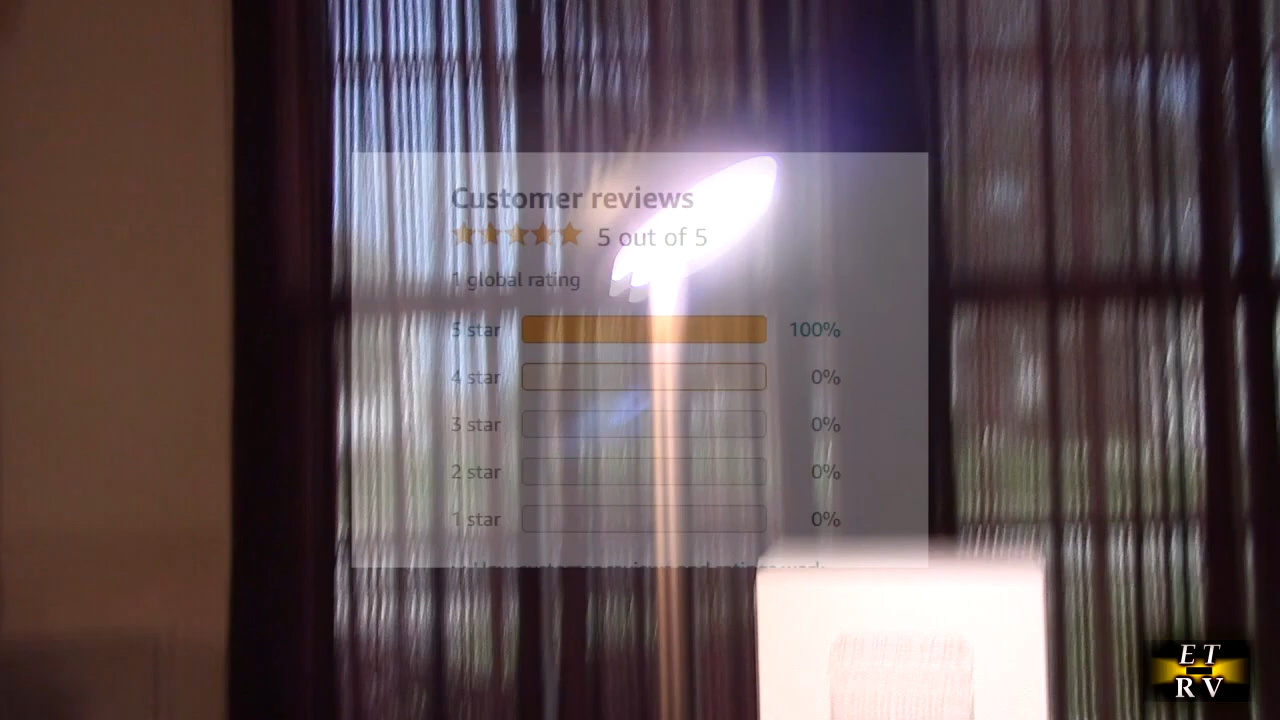 Customer reviews
5 out of 5
1 global rating
5 star 100%
4 star 0%
3 star 0%
2 star 0%
1 star 0%
ET
RV